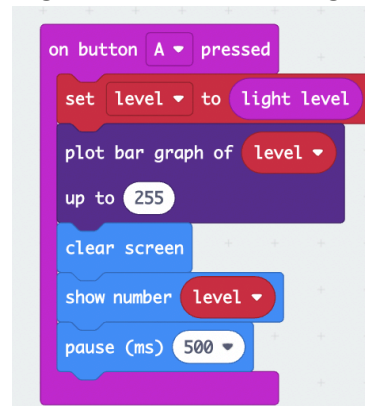 on button A pressed
set level to light level
plot bar graph of level
up to 255
clear screen
show number level
pause (ms) 500